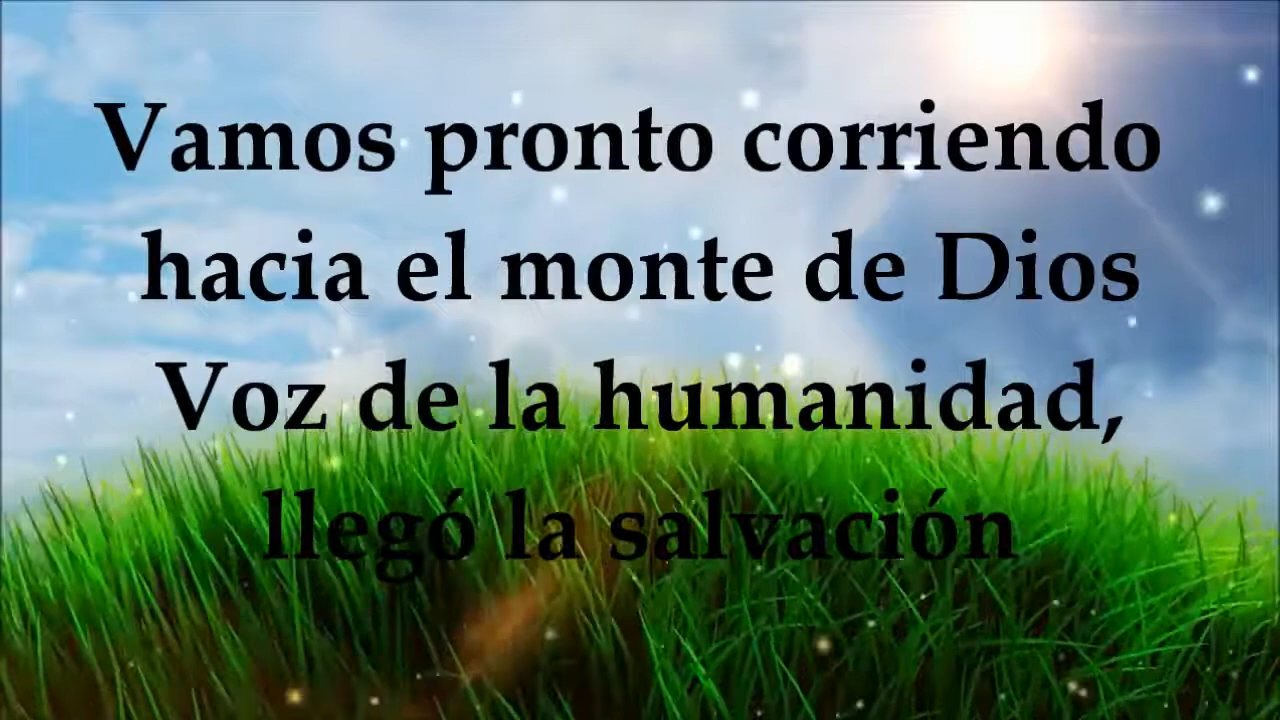 Vamos pronto corriendo
hacia el monte de Dios
Voz de la humanidad,
llegó la salvación